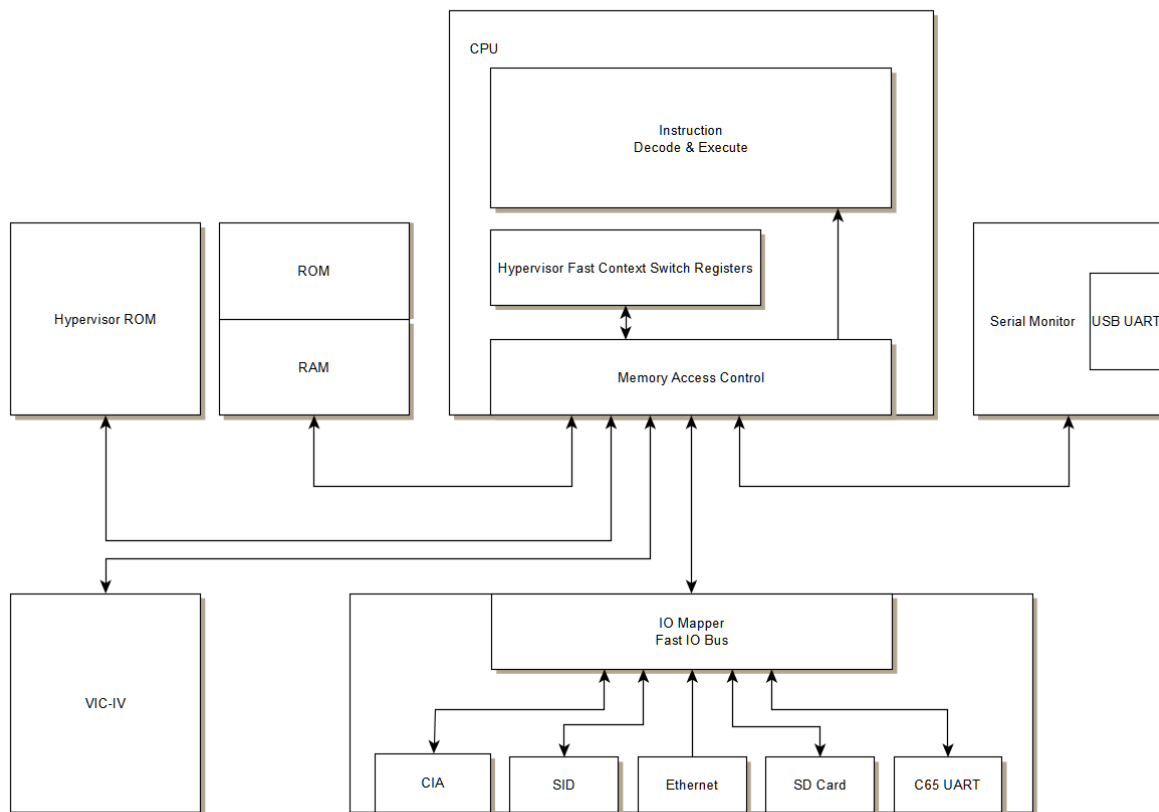 CPU
Instruction
Decode & Execute
Hypervisor Fast Context Switch Registers
Memory Access Control
Hypervisor ROM
ROM
RAM
Serial Monitor
USB UART
VIC-IV
IO Mapper
Fast IO Bus
CIA
SID
Ethernet
SD Card
C65 UART